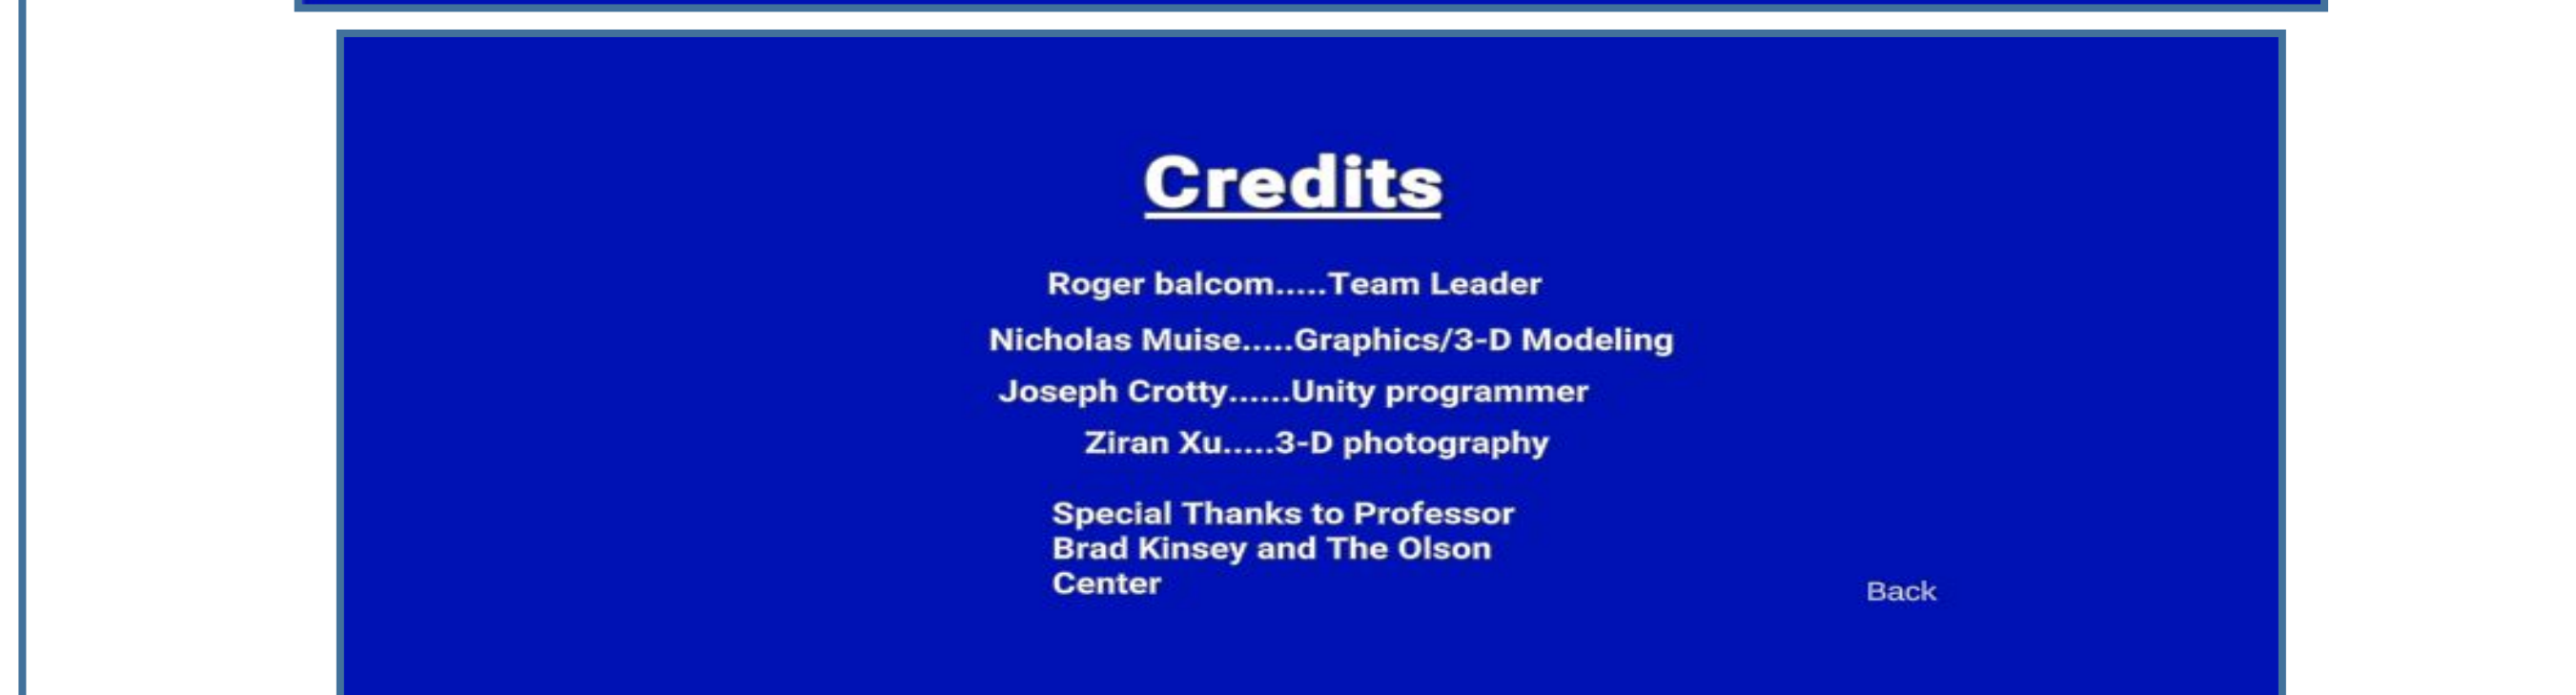 Credits
Roger balcom.....Team Leader
Nicholas Muise.....Graphics/3-D Modeling
Joseph Crotty......Unity programmer
Ziran Xu.....3-D photography
Special Thanks to Professor
Brad Kinsey and The Olson
Center
Back